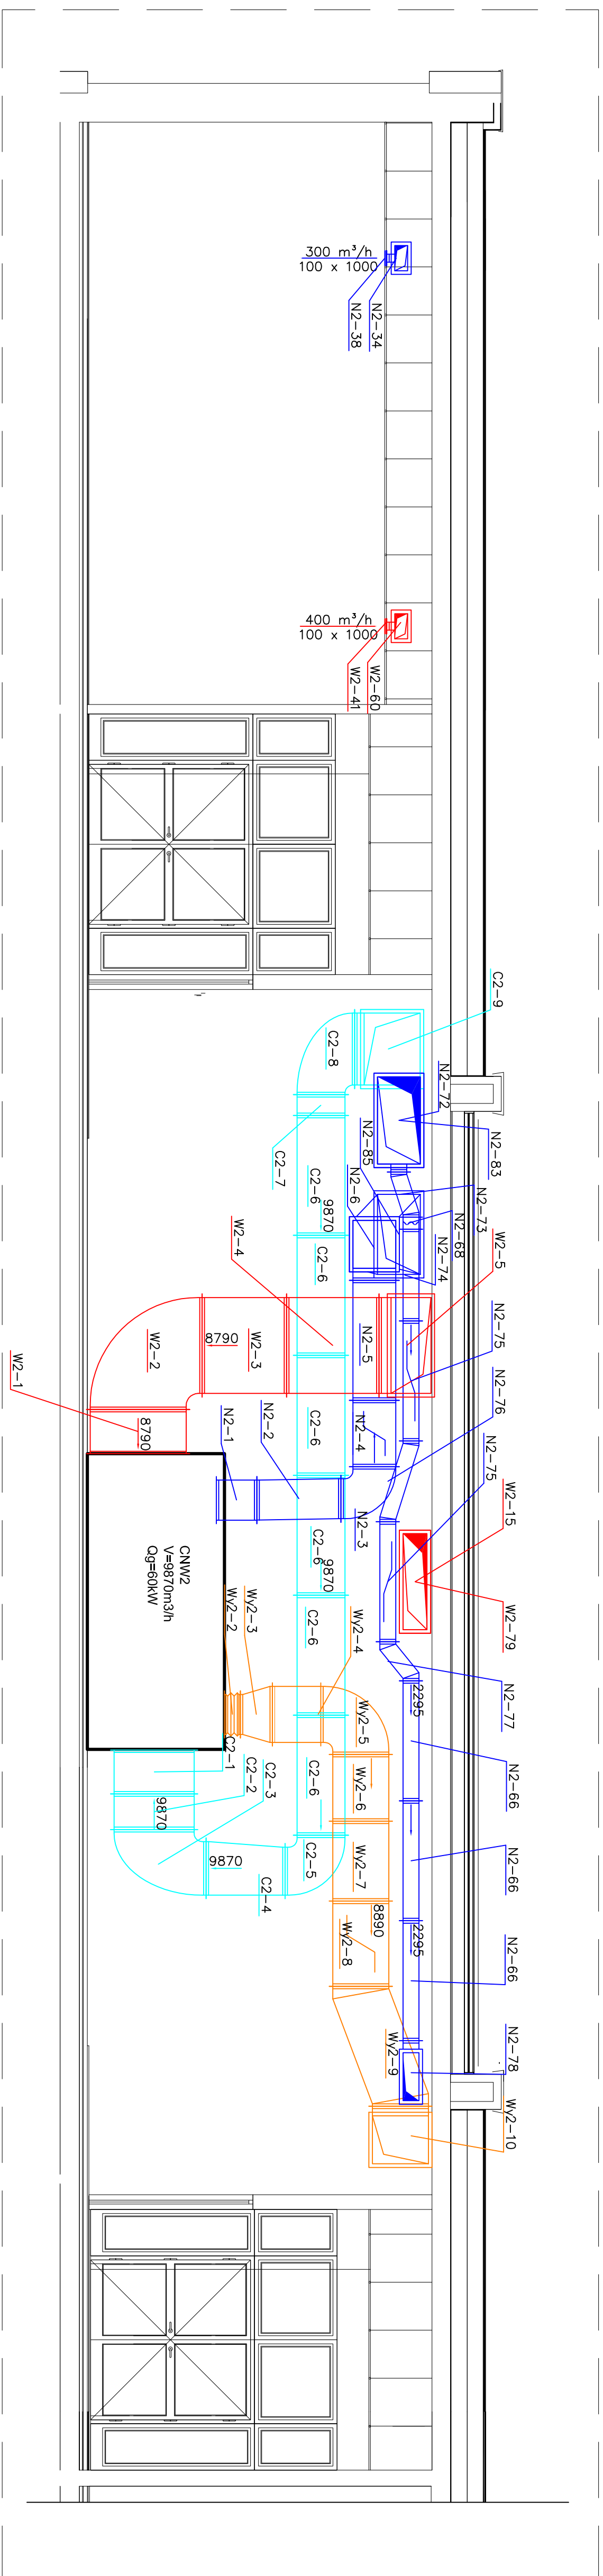 300 m³/h
100 x 1000
N2-38
N2-34
400 m³/h
100 x 1000
W2-41
W2-60
C2-9
C2-8
N2-72
N2-85
N2-83
C2-7
C2-6
9870
N2-6
N2-73
N2-68
N2-74
W2-5
W2-4
C2-6
W2-3
8790
W2-2
N2-5
N2-75
W2-1
8790
N2-1
N2-2
C2-6
N2-4
N2-76
N2-75
N2-3
W2-15
C2-6
9870
CNW2
V=9870m3/h
Qg=60kW
W2-79
Wy2-2
Wy2-3
C2-6
Wy2-4
N2-77
2295
Wy2-5
C2-1
C2-2
C2-3
C2-6
Wy2-6
N2-66
9870
9870
C2-4
C2-5
Wy2-7
N2-66
8890
Wy2-8
2295
N2-66
Wy2-9
N2-78
Wy2-10